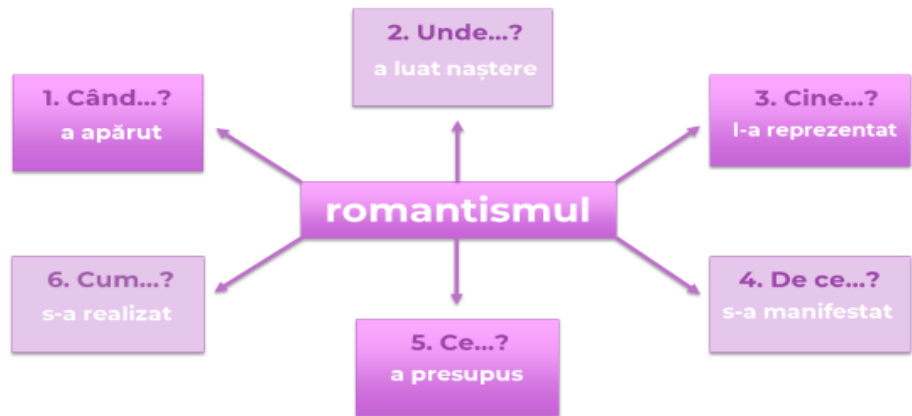 1. Când...?
a apărut
2. Unde...?
a luat naștere
3. Cine...?
l-a reprezentat
romantismul
6. Cum...?
s-a realizat
5. Ce...?
a presupus
4. De ce...?
s-a manifestat